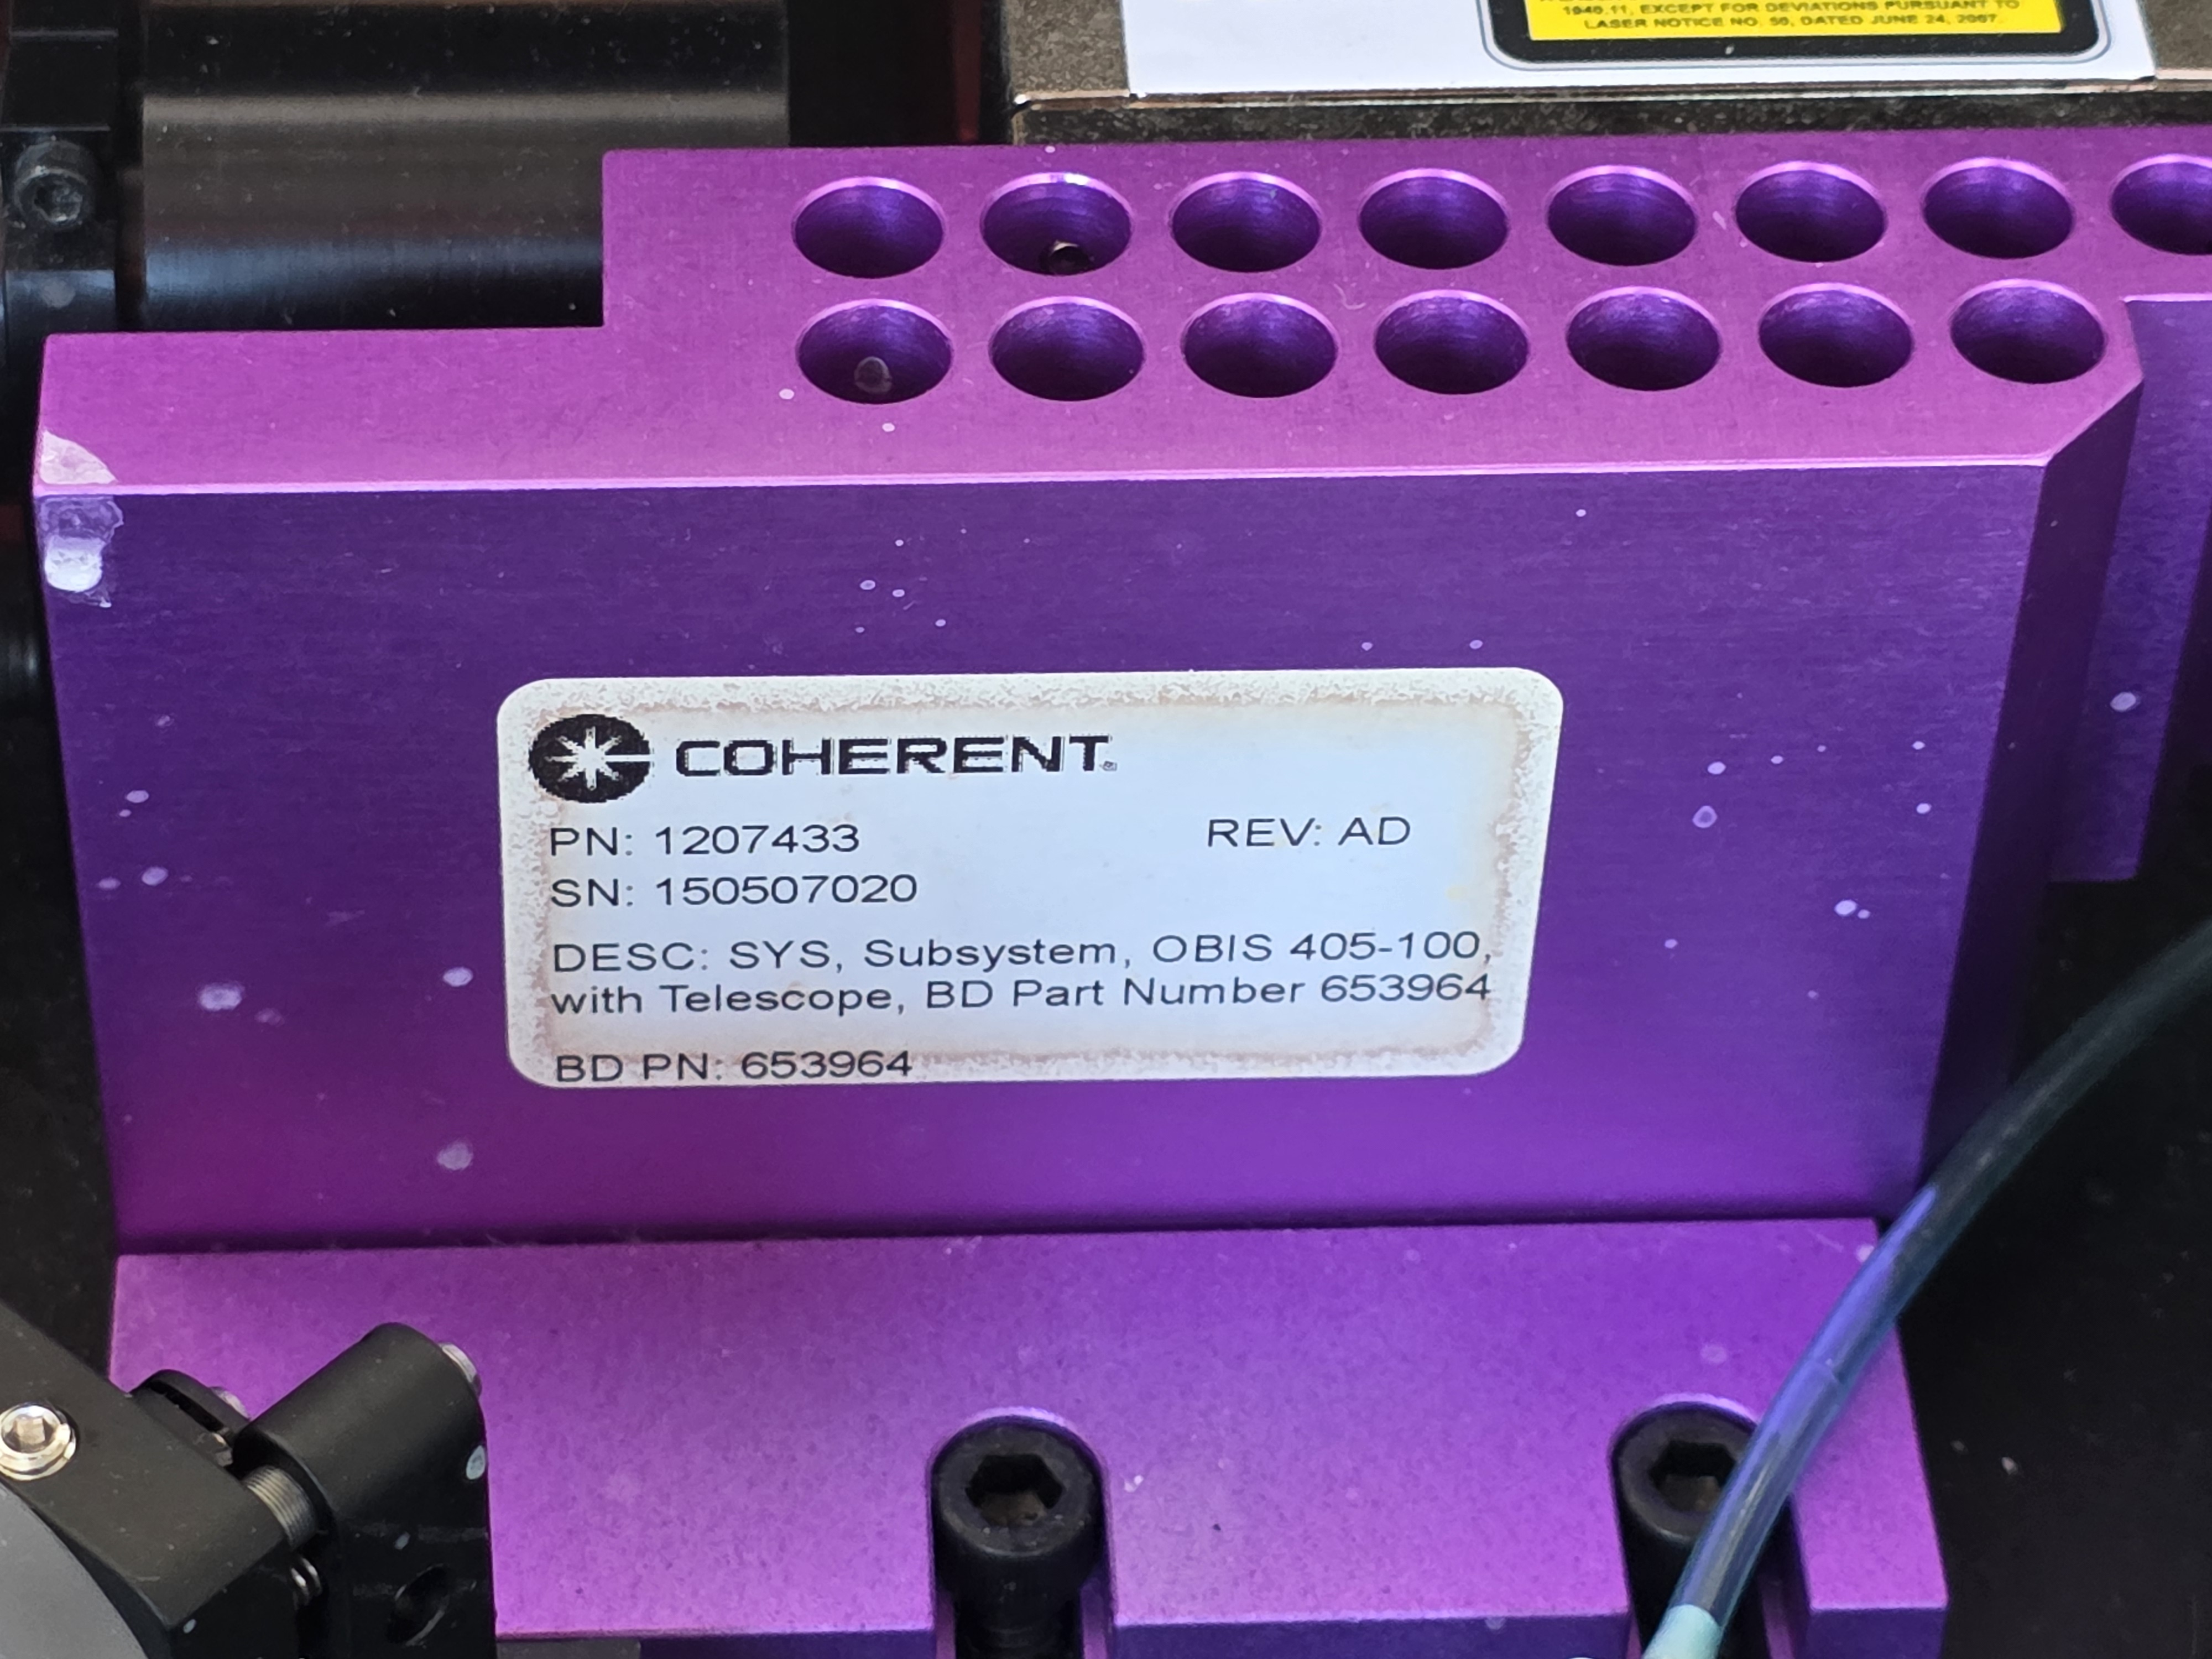 1040.11, EXCEPT FOR DEVIATIONS PURSUANT TO
LASER NOTICE NO. 50, DATED JUNE 24, 2007.
COHERENT®
PN: 1207433 REV: AD
SN: 150507020
DESC: SYS, Subsystem, OBIS 405-100,
with Telescope, BD Part Number 653964
BD PN: 653964